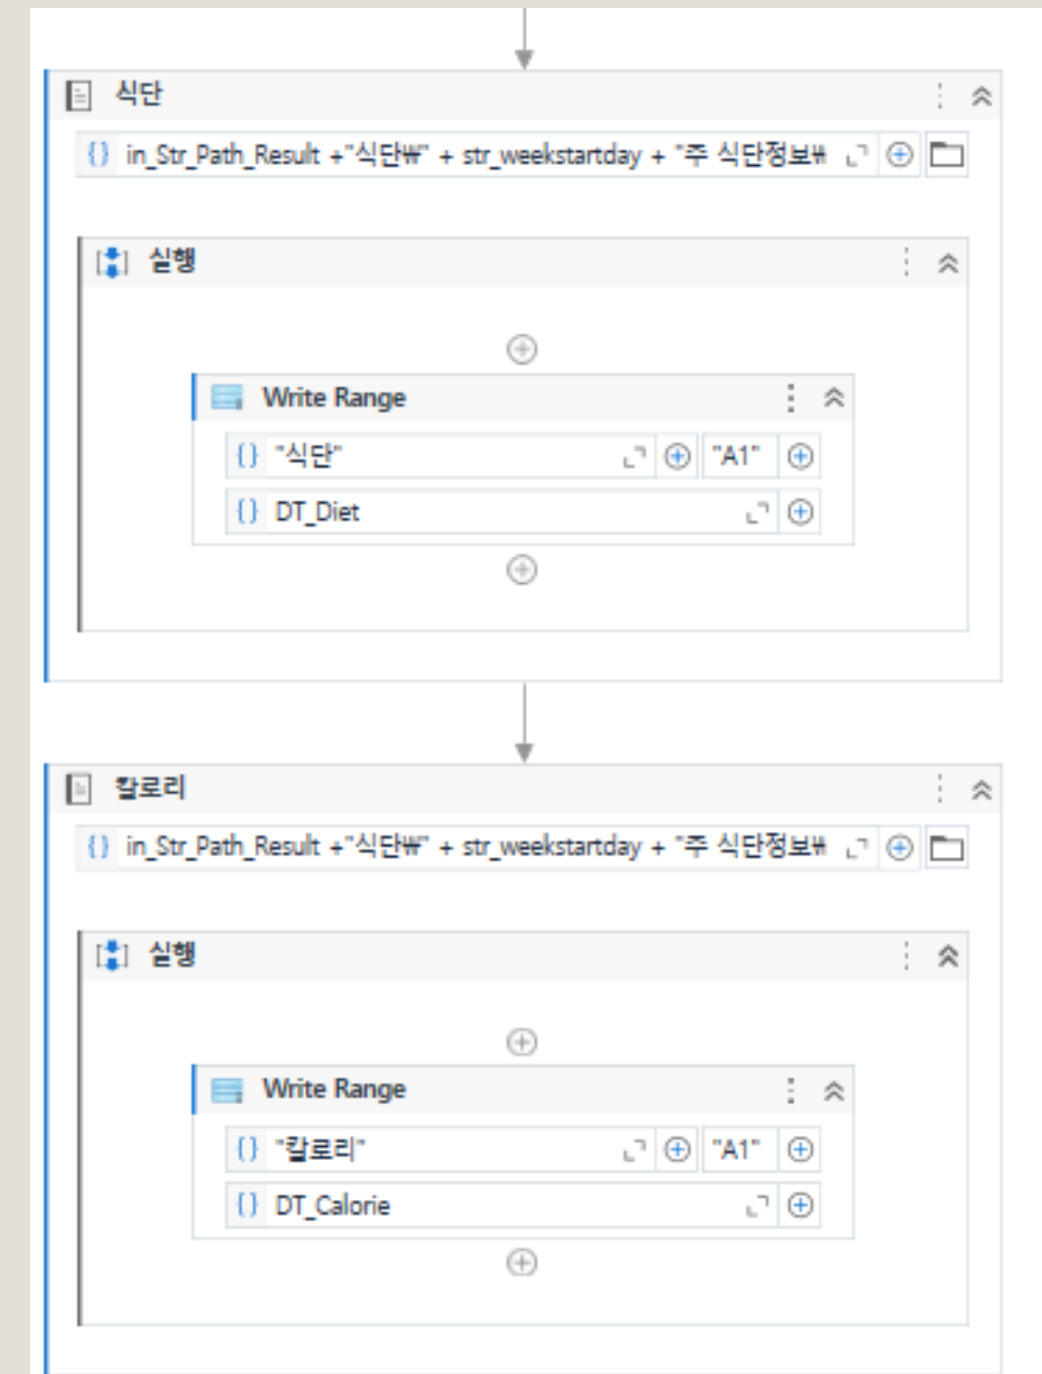 식단
{} in_Str_Path_Result +"식단₩" + str_weekstartday + "주 식단정보₩
실행
Write Range
{} "식단" "A1"
{} DT_Diet
칼로리
{} in_Str_Path_Result +"식단₩" + str_weekstartday + "주 식단정보₩
실행
Write Range
{} "칼로리" "A1"
{} DT_Calorie